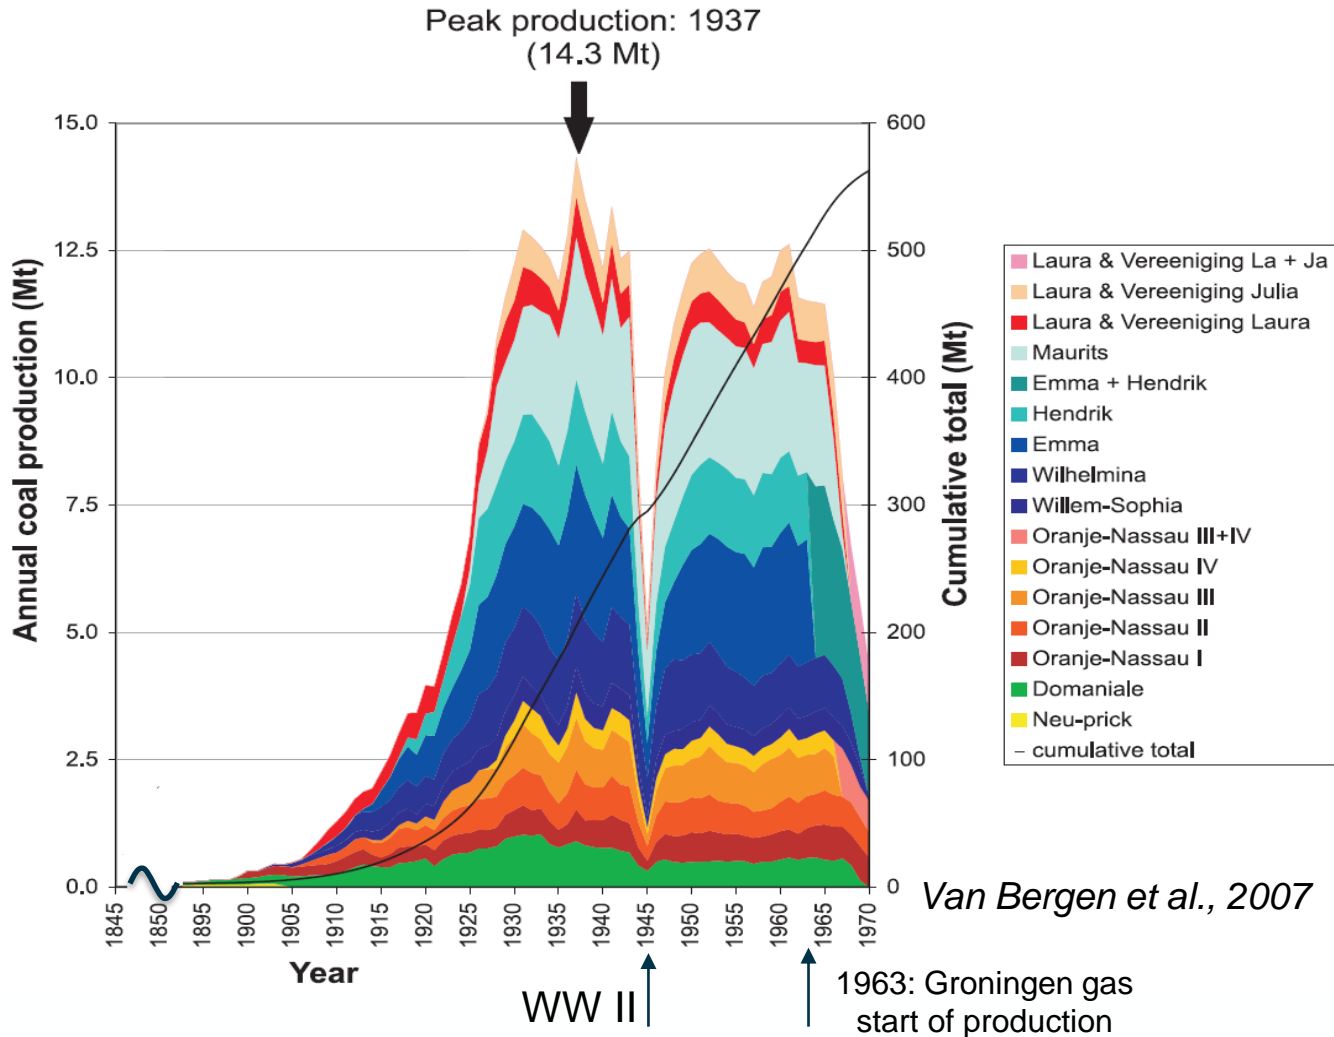 Peak production: 1937
(14.3 Mt)
15.0
12.5
10.0
7.5
5.0
2.5
0.0
Annual coal production (Mt)
600
500
400
300
200
100
0
Cumulative total (Mt)
1845
1850
1895
1900
1905
1910
1915
1920
1925
1930
1935
1940
1945
1950
1955
1960
1965
1970
Year
Laura & Vereeniging La + Ja
Laura & Vereeniging Julia
Laura & Vereeniging Laura
Maurits
Emma + Hendrik
Hendrik
Emma
Wilhelmina
Willem-Sophia
Oranje-Nassau III+IV
Oranje-Nassau IV
Oranje-Nassau III
Oranje-Nassau II
Oranje-Nassau I
Domaniale
Neu-prick
– cumulative total
Van Bergen et al., 2007
WW II
1963: Groningen gas
start of production